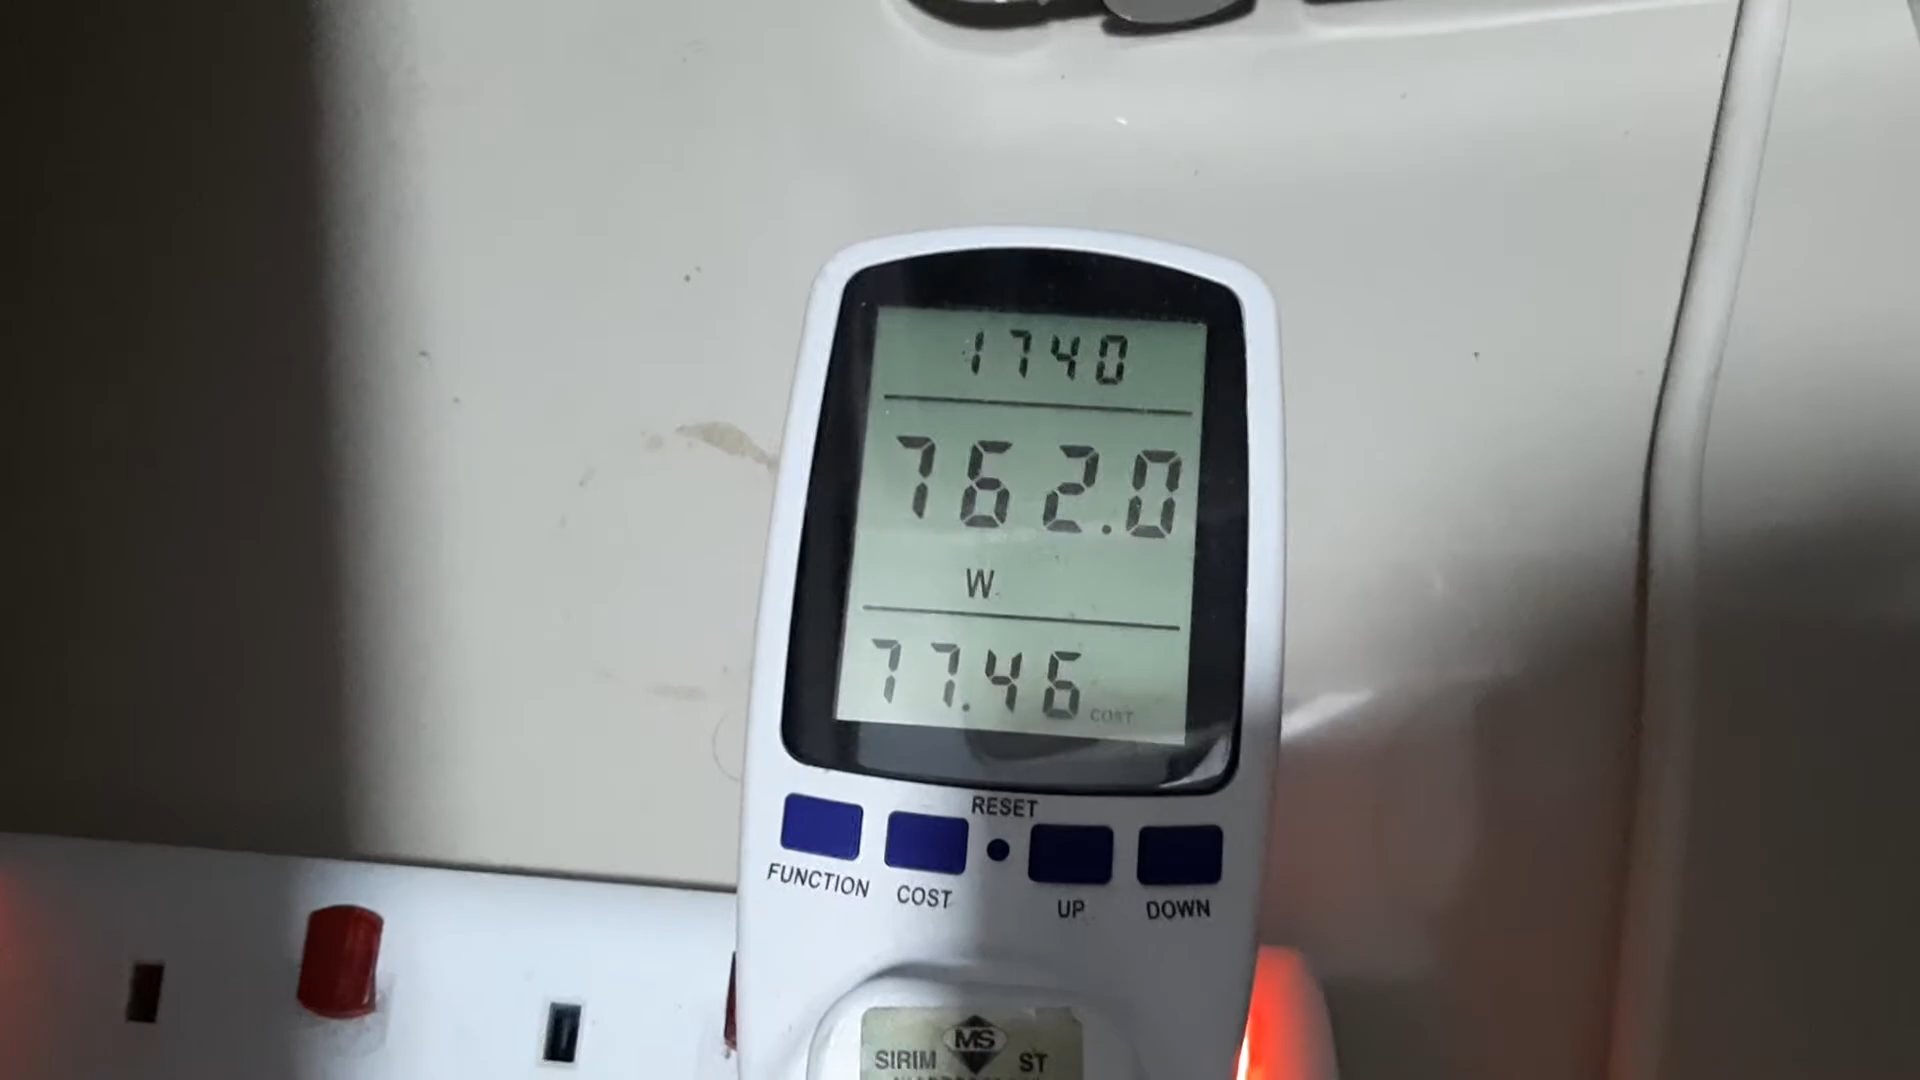 1740
762.0
W
77.46 COST
RESET
FUNCTION COST UP DOWN
MS
SIRIM ST